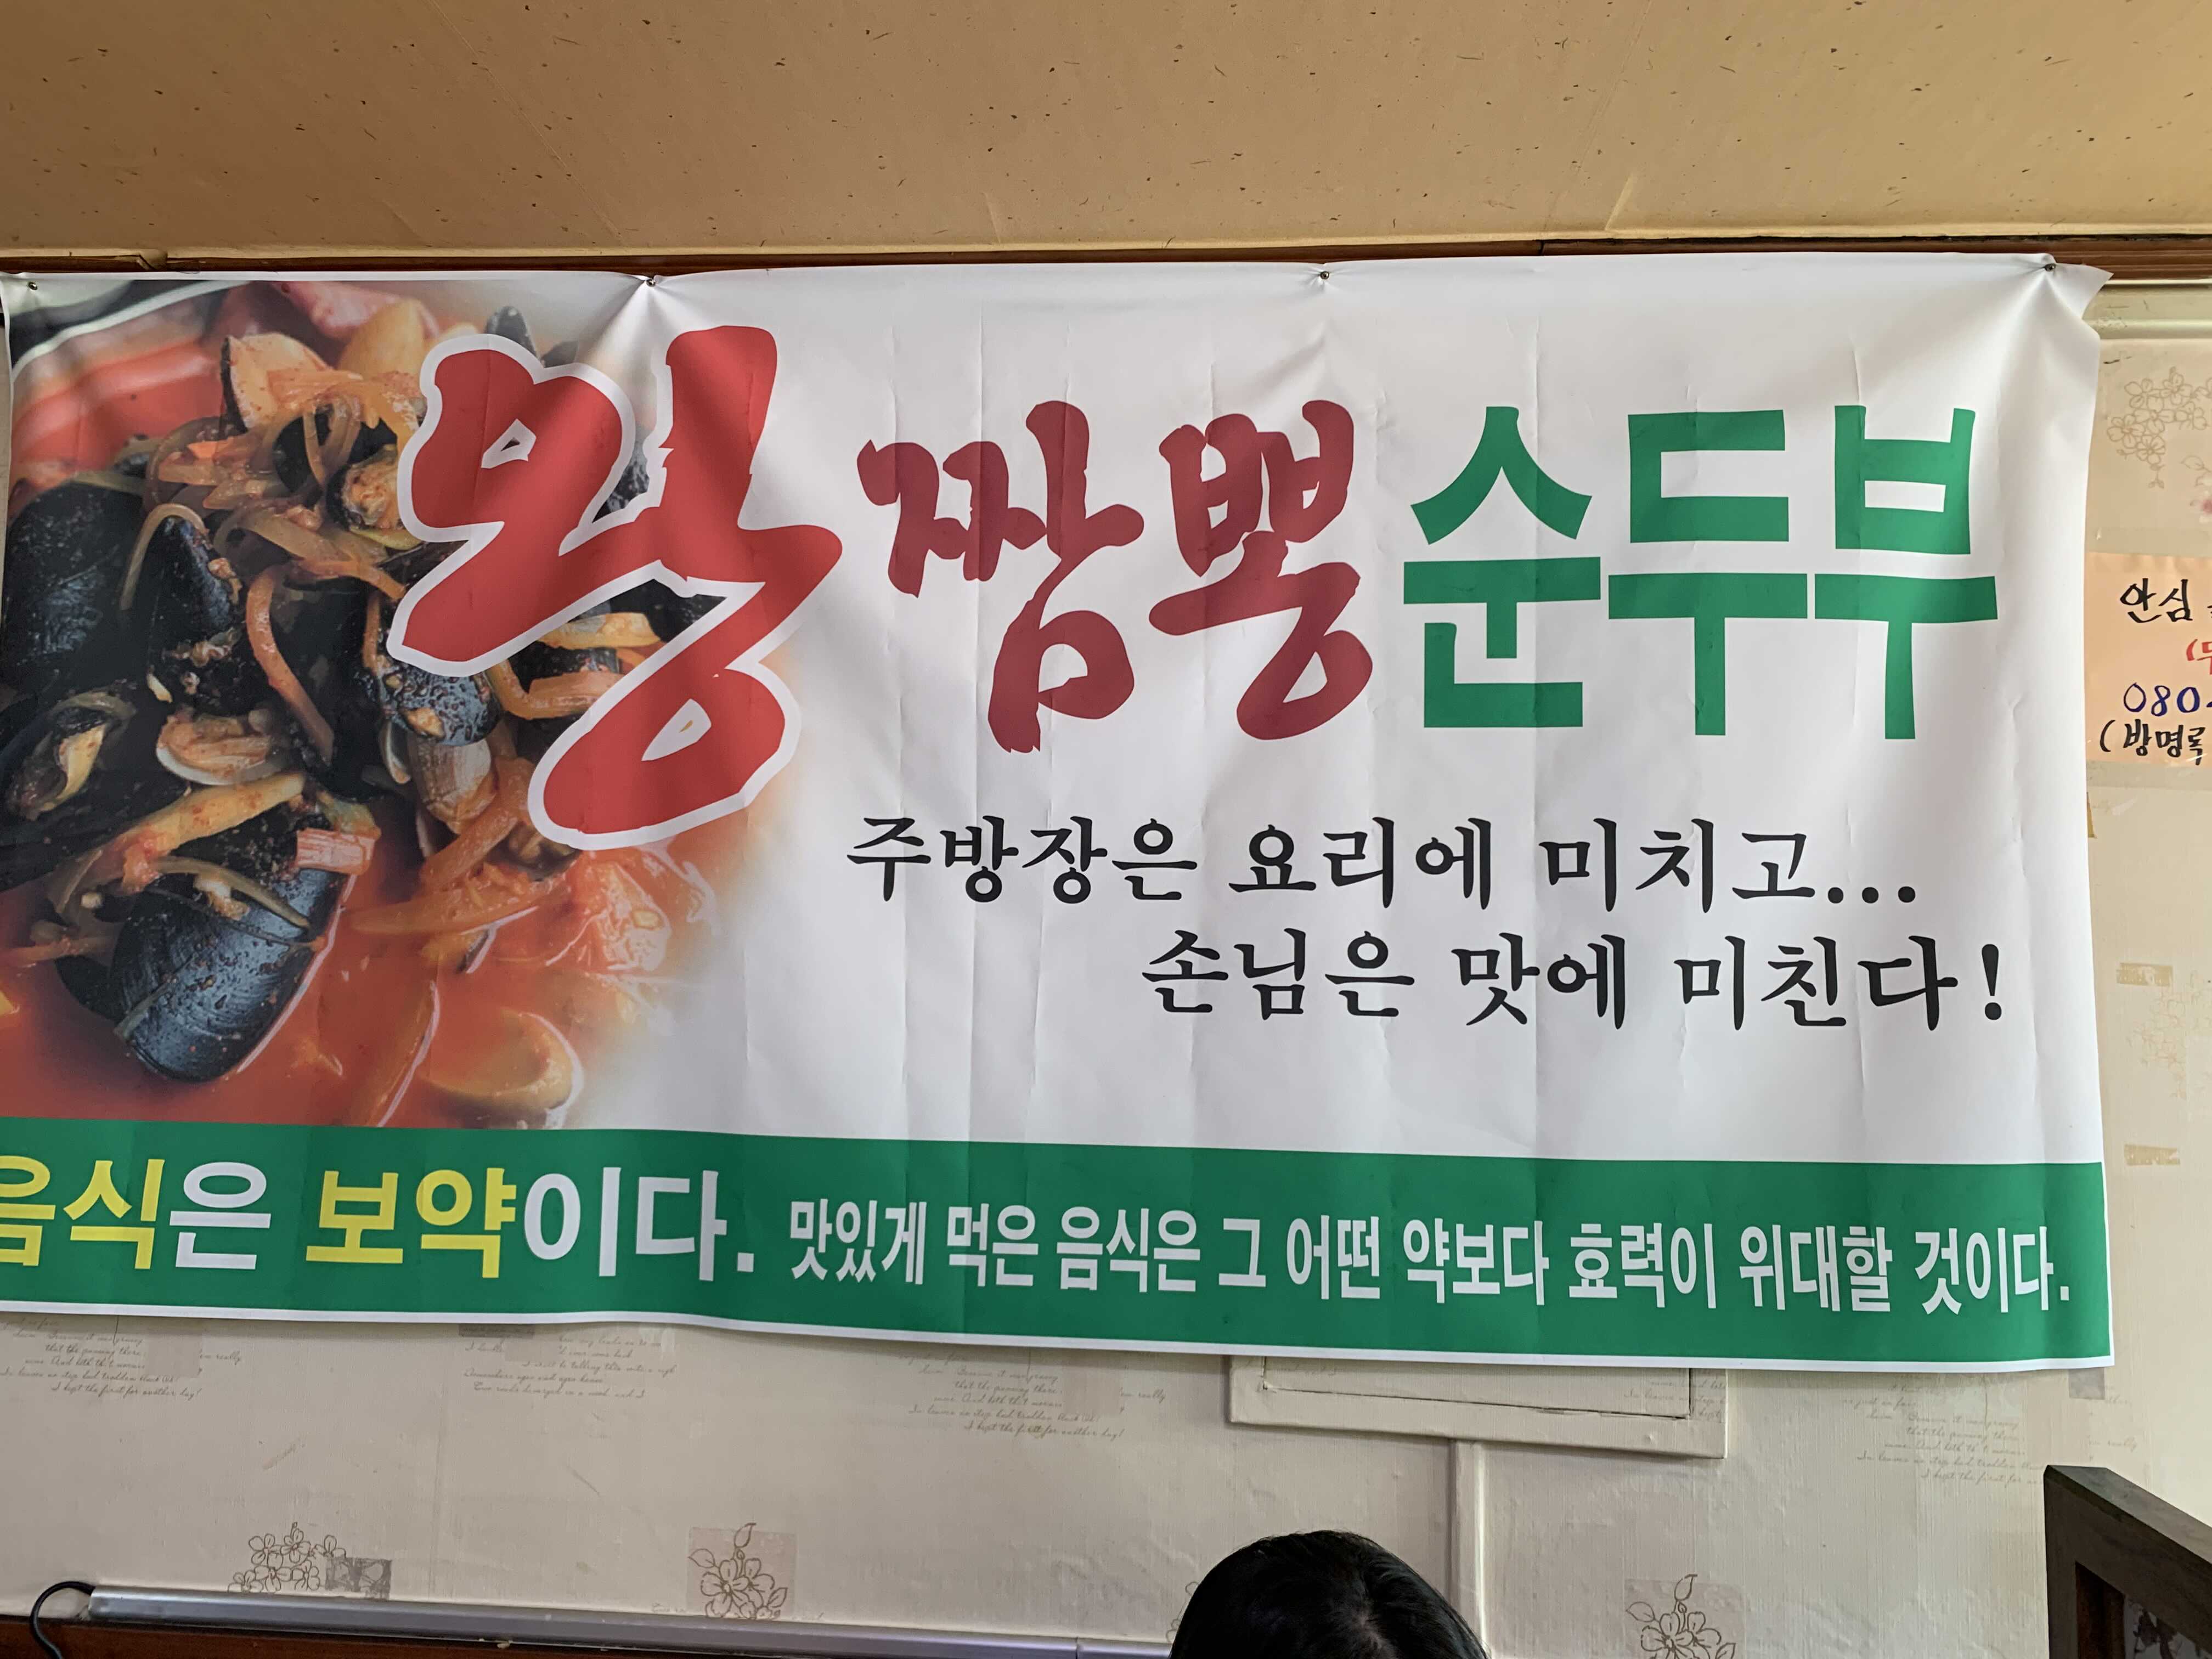 왕짬뽕순두부
주방장은 요리에 미치고...
손님은 맛에 미친다!
음식은 보약이다. 맛있게 먹은 음식은 그 어떤 약보다 효력이 위대할 것이다.
안심
080
(방명록